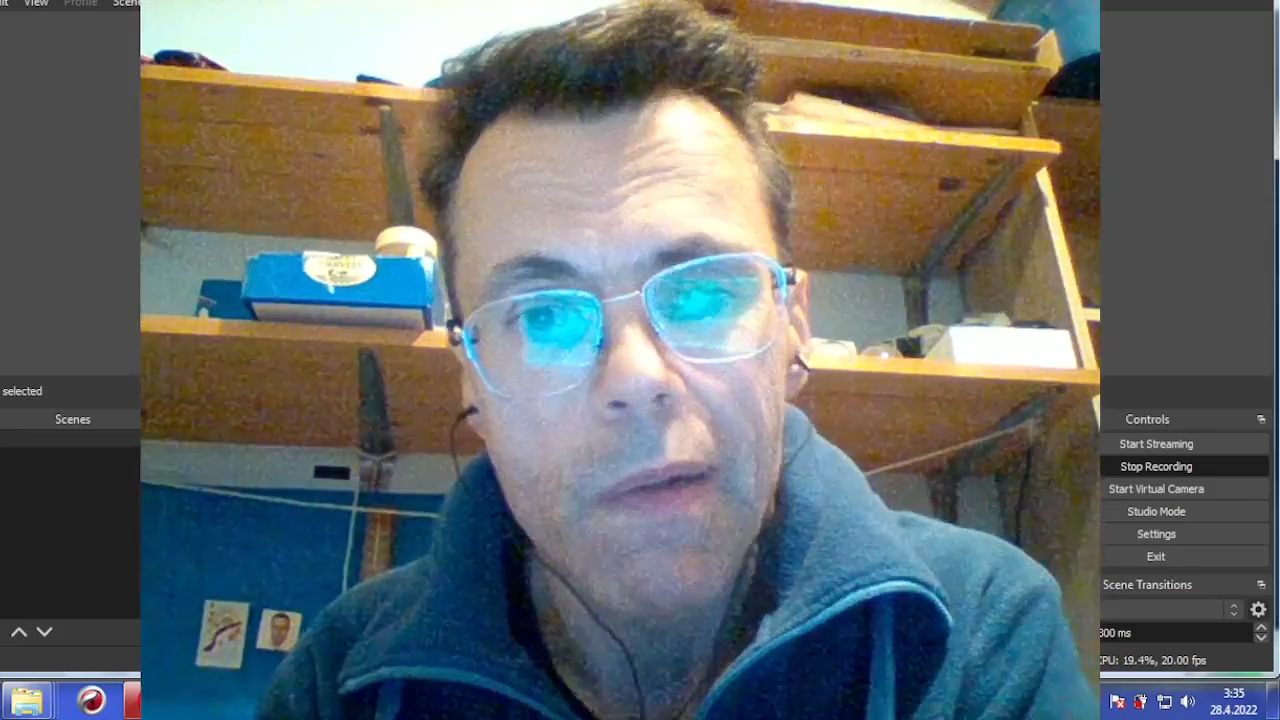 View
Profile
selected
Scenes
Controls
Start Streaming
Stop Recording
Start Virtual Camera
Studio Mode
Settings
Exit
Scene Transitions
300 ms
CPU: 19.4%, 20.00 fps
3:35
28.4.2022